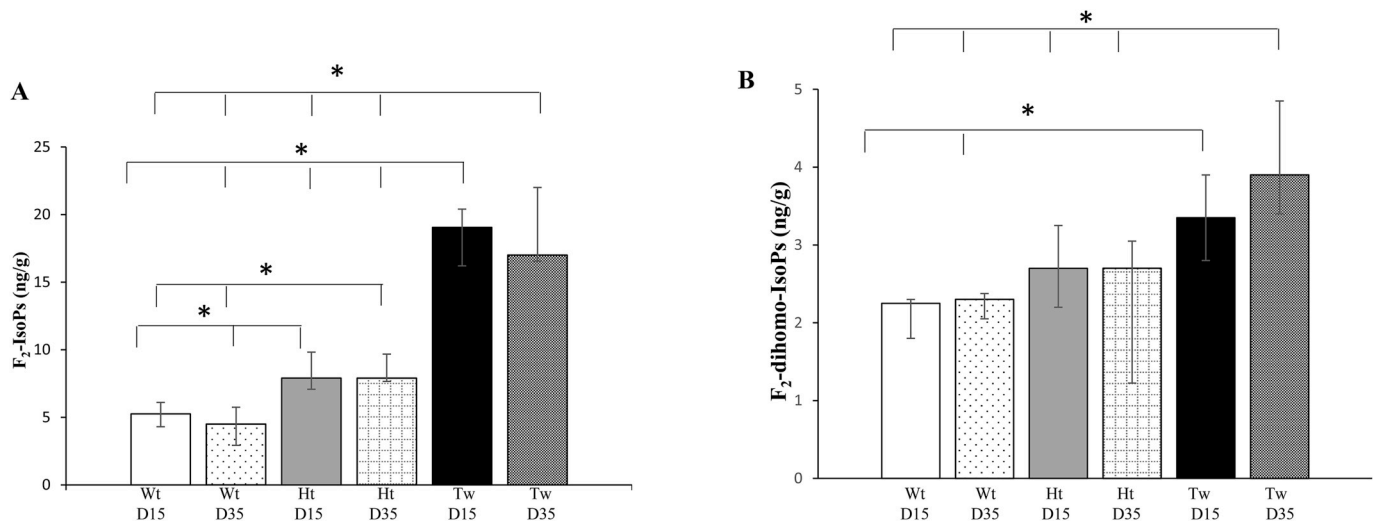 A
F2-IsoPs (ng/g)
25
20
15
10
5
0
*
*
*
*
Wt Wt Ht Ht Tw Tw
D15 D35 D15 D35 D15 D35
B
F2-dihomo-IsoPs (ng/g)
5
4
3
2
1
0
*
*
Wt Wt Ht Ht Tw Tw
D15 D35 D15 D35 D15 D35